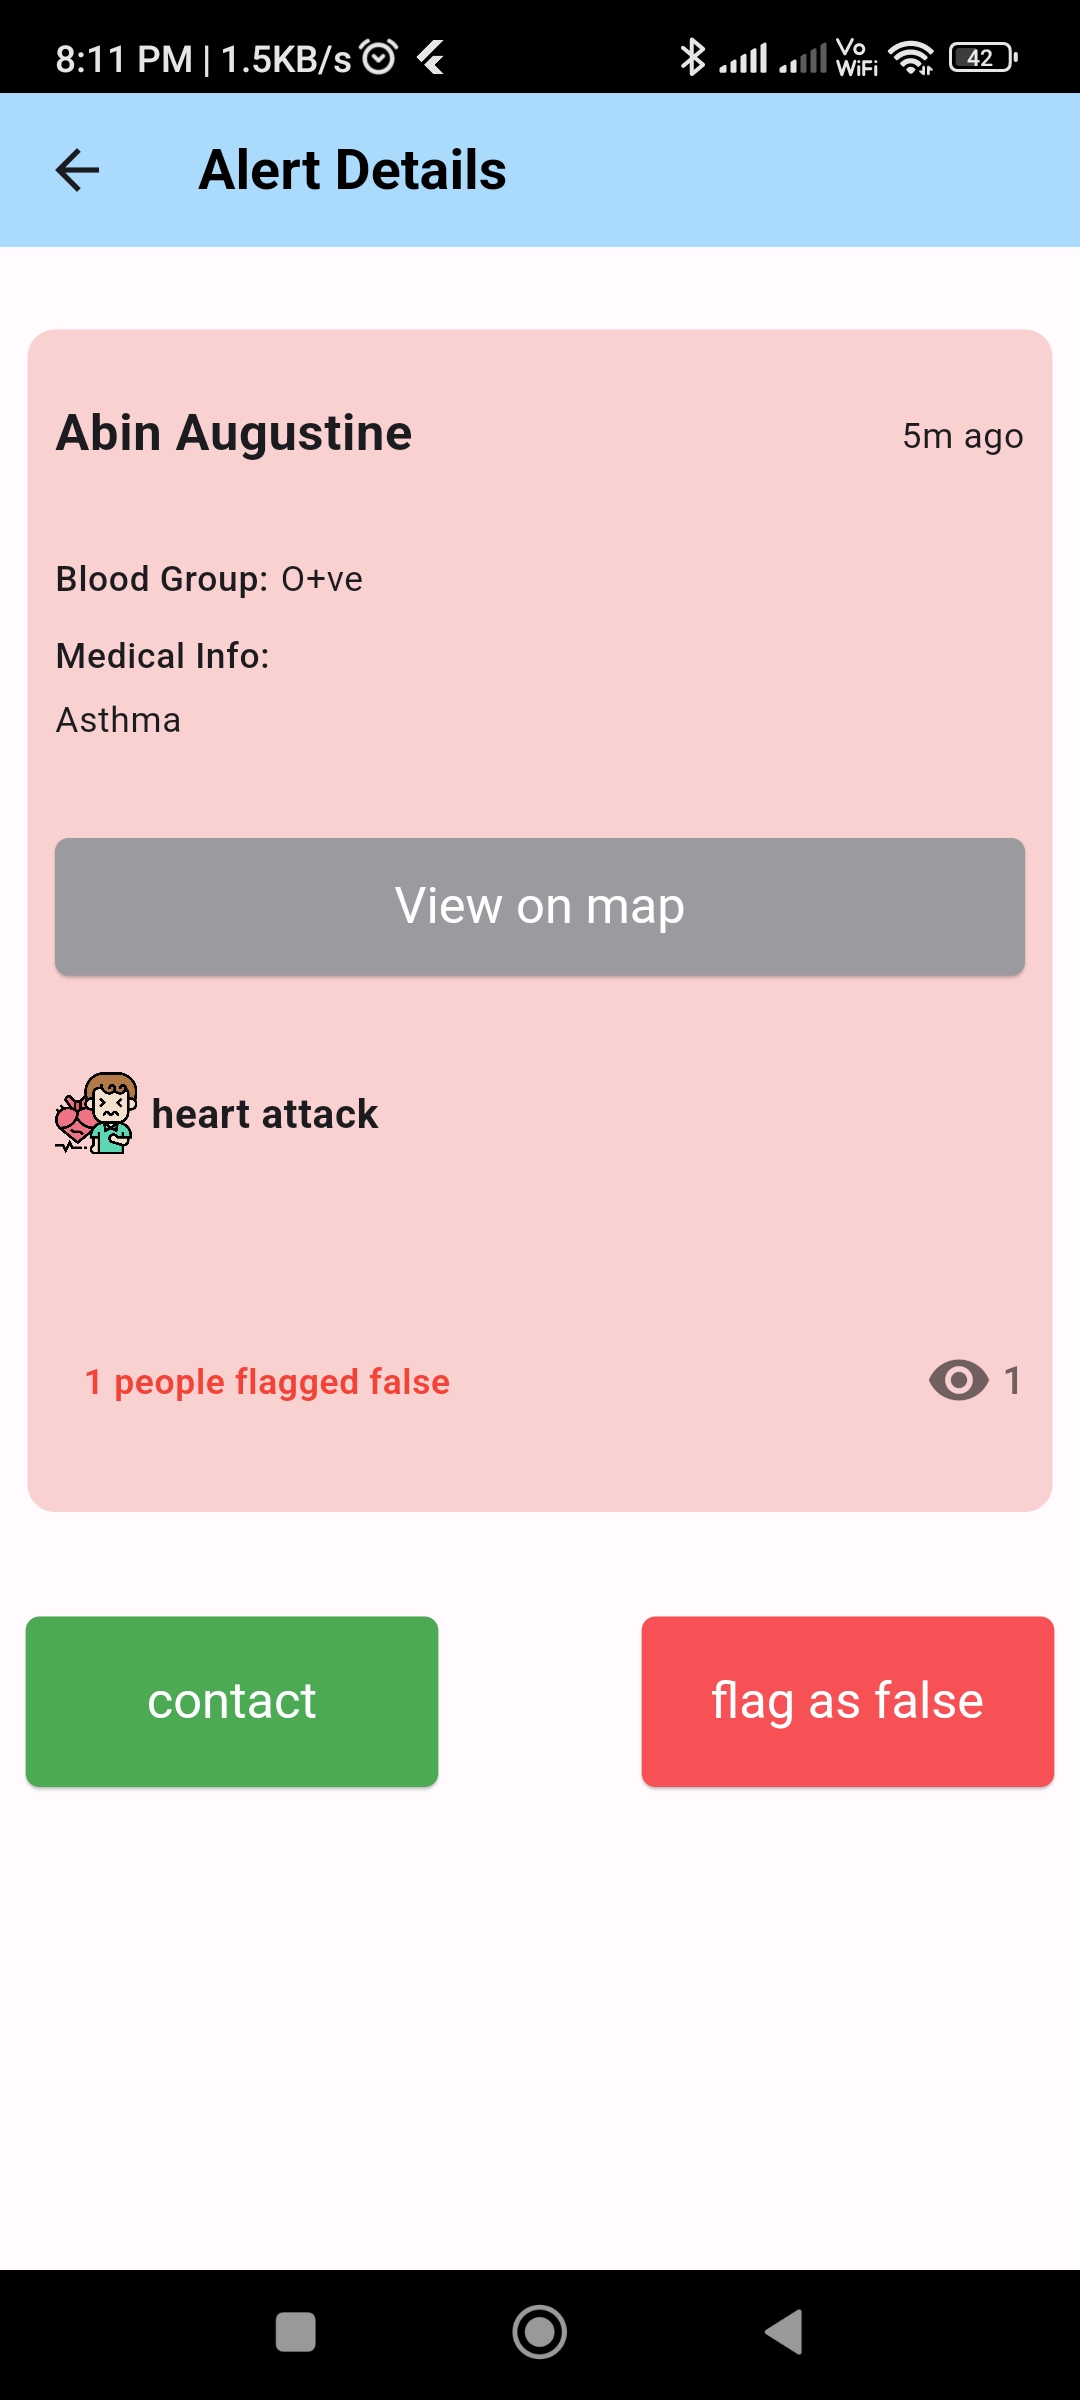 8:11 PM | 1.5KB/s Vo WiFi 42
Alert Details
Abin Augustine 5m ago
Blood Group: O+ve
Medical Info:
Asthma
View on map
heart attack
1 people flagged false 1
contact flag as false